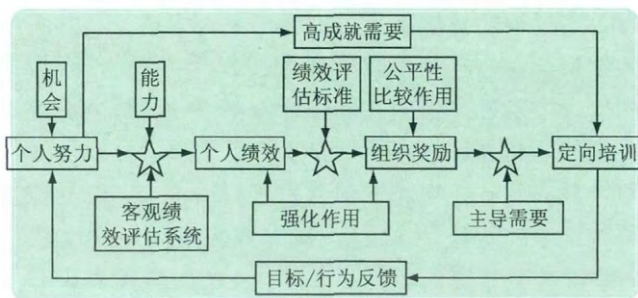 高成就需要
机
会
能
力
绩效评
估标准
公平性
比较作用
个人努力
个人绩效
组织奖励
定向培训
客观绩
效评估系统
强化作用
主导需要
目标/行为反馈